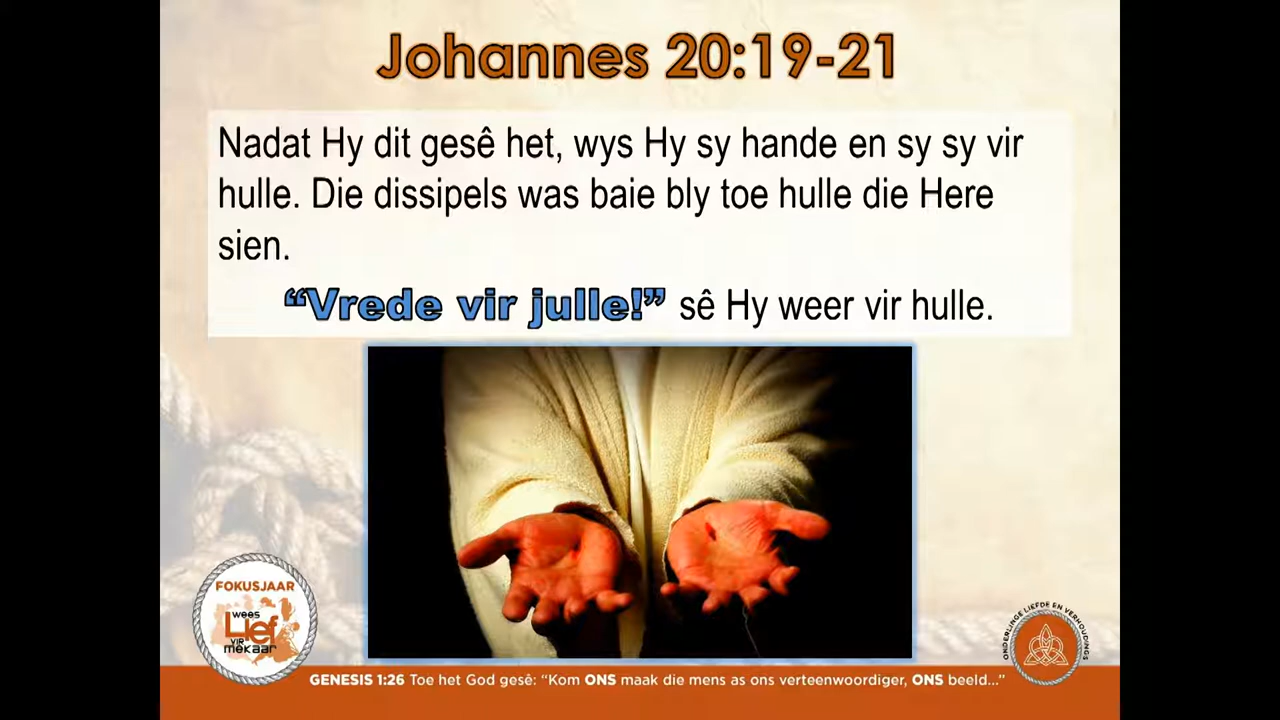 Johannes 20:19-21
Nadat Hy dit gesê het, wys Hy sy hande en sy sy vir
hulle. Die dissipels was baie bly toe hulle die Here
sien.
“Vrede vir julle!” sê Hy weer vir hulle.
FOKUSJAAR
wees
Lief
VIR
mekaar
ONDERLINGE LIEFDE EN VERHOUDINGS
GENESIS 1:26 Toe het God gesê: “Kom ONS maak die mens as ons verteenwoordiger, ONS beeld...”